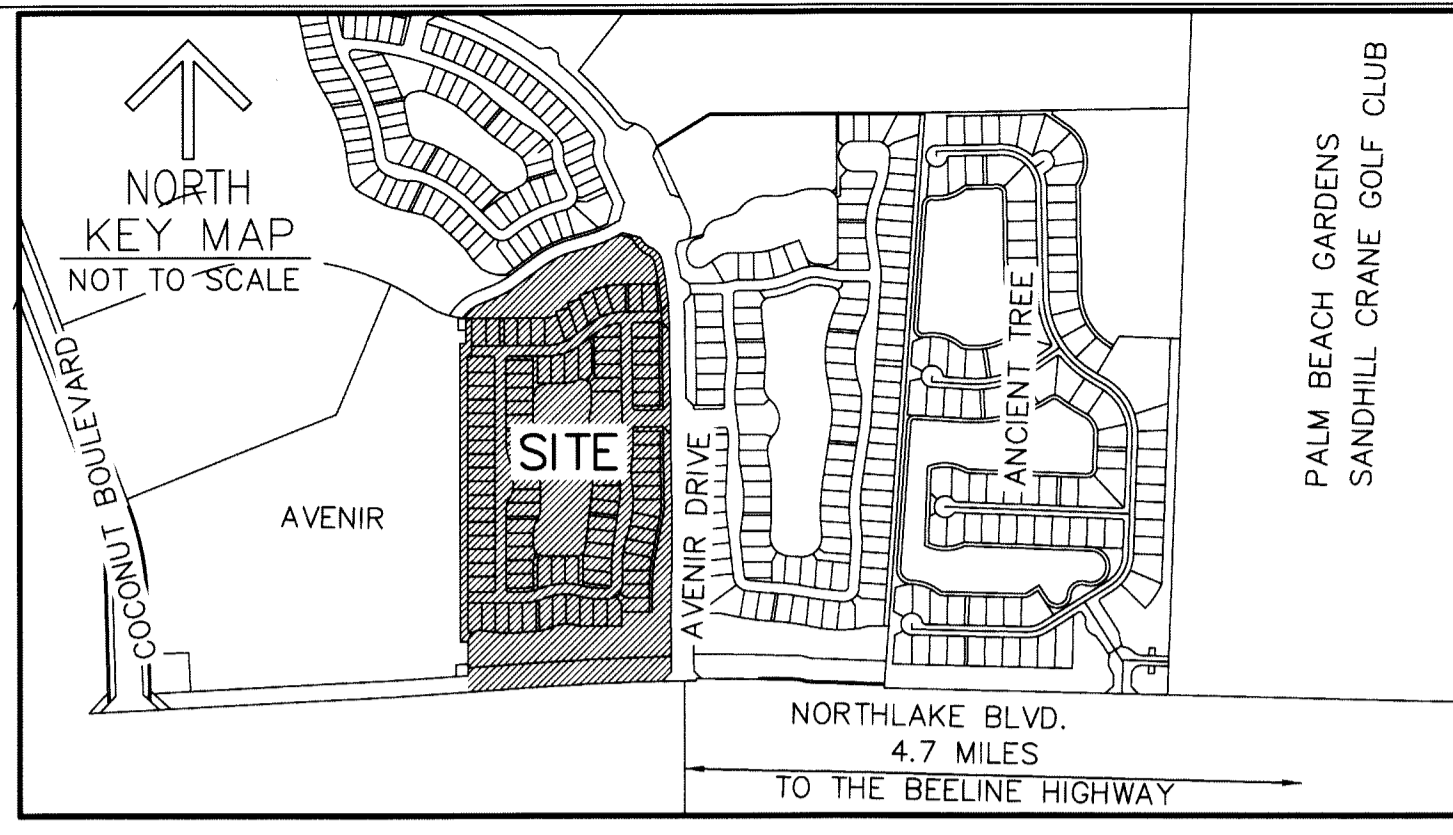 NORTH
KEY MAP
NOT TO SCALE
COCONUT BOULEVARD
AVENIR
SITE
AVENIR DRIVE
ANCIENT TREE
PALM BEACH GARDENS
SANDHILL CRANE GOLF CLUB
NORTHLAKE BLVD.
4.7 MILES
TO THE BEELINE HIGHWAY